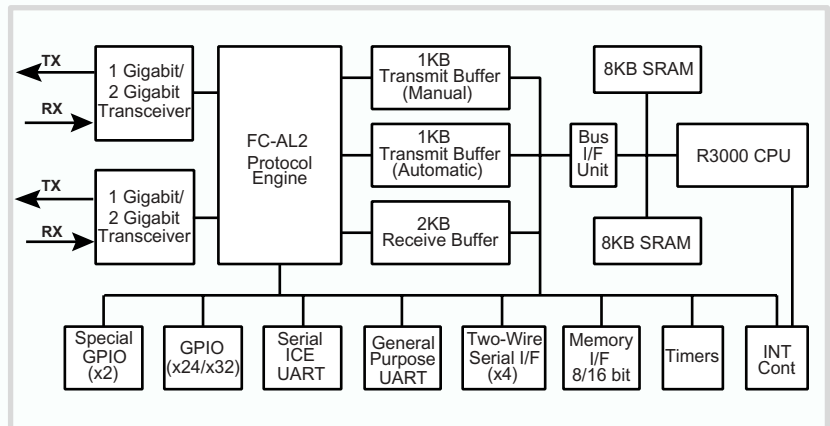 TX
RX
1 Gigabit/
2 Gigabit
Transceiver
TX
RX
1 Gigabit/
2 Gigabit
Transceiver
FC-AL2
Protocol
Engine
1KB
Transmit Buffer
(Manual)
1KB
Transmit Buffer
(Automatic)
2KB
Receive Buffer
Bus
I/F
Unit
8KB SRAM
R3000 CPU
8KB SRAM
Special
GPIO
(x2)
GPIO
(x24/x32)
Serial
ICE
UART
General
Purpose
UART
Two-Wire
Serial I/F
(x4)
Memory
I/F
8/16 bit
Timers
INT
Cont